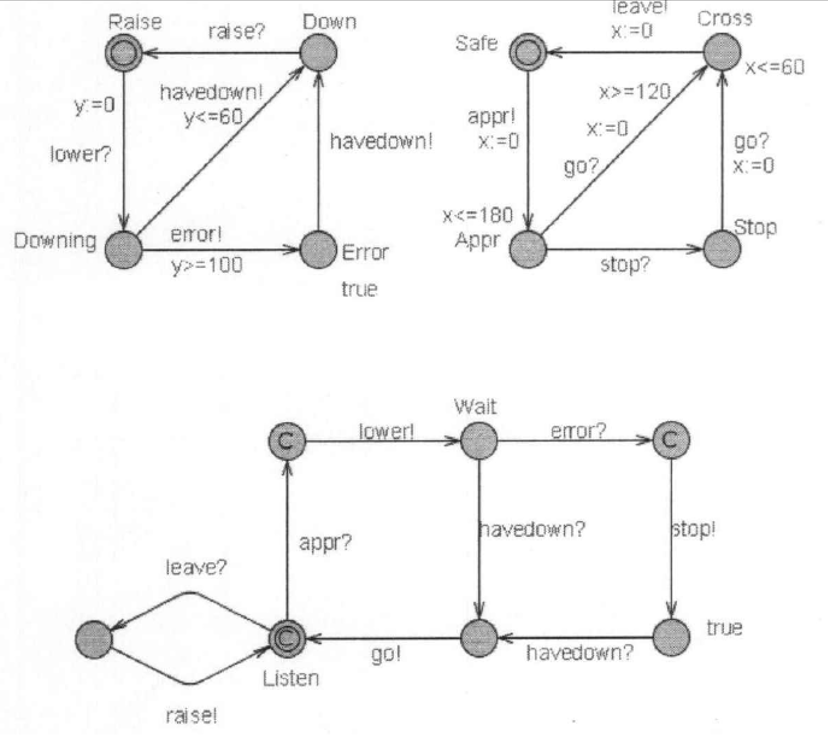 Raise
raise?
Down
y:=0
havedown!
y<=60
lower?
havedown!
Downing
error!
y>=100
Error
true
leave!
x:=0
Cross
Safe
x<=60
x>=120
appr!
x:=0
x:=0
go?
go?
x:=0
x<=180
Appr
Stop
stop?
Wait
C
lower!
error?
C
appr?
havedown?
stop!
leave?
C
Listen
go!
havedown?
true
raise!